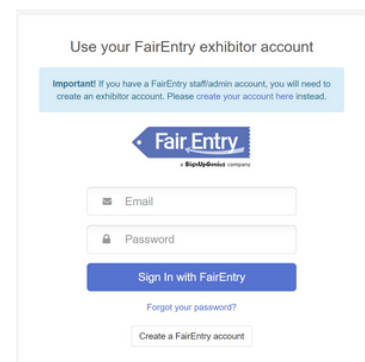 Use your FairEntry exhibitor account
Important! If you have a FairEntry staff/admin account, you will need to
create an exhibitor account. Please create your account here instead.
Fair Entry
a SignUpGenius company
Email
Password
Sign In with FairEntry
Forgot your password?
Create a FairEntry account